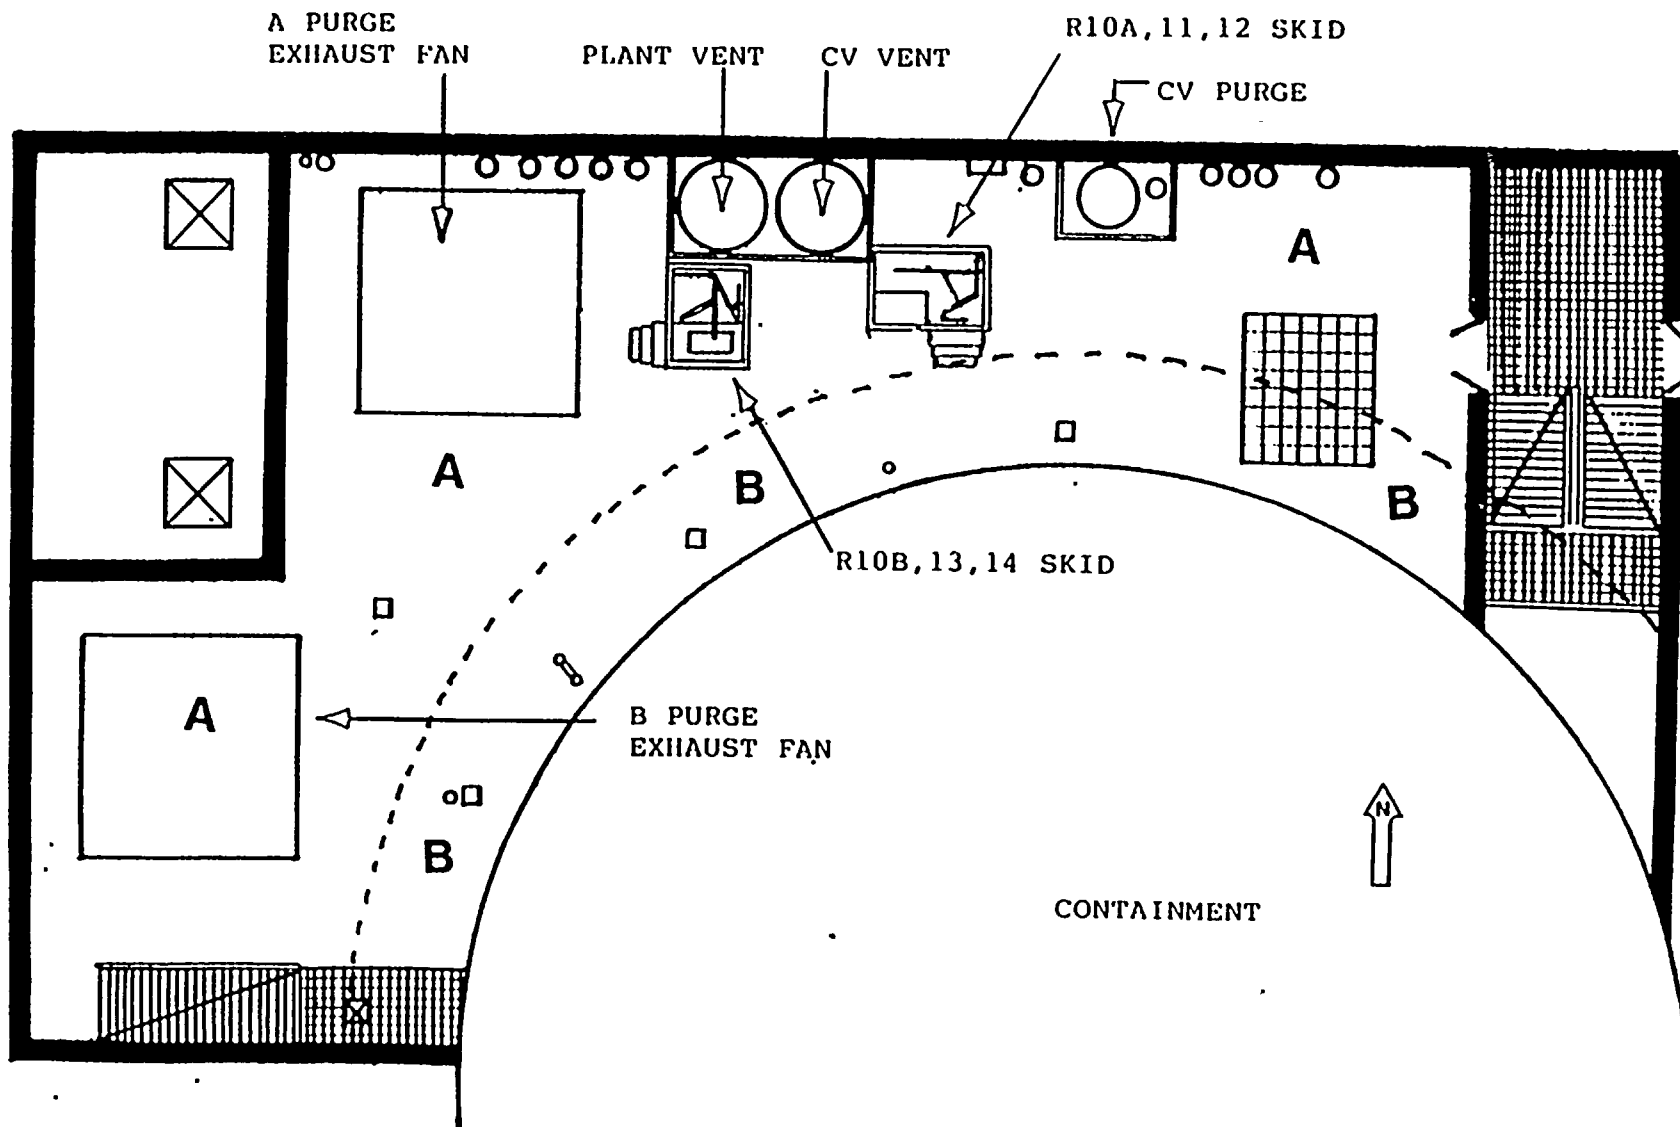 A PURGE
EXHAUST FAN
PLANT VENT
CV VENT
R10A,11,12 SKID
CV PURGE
A
A
B
B
R10B,13,14 SKID
A
B PURGE
EXHAUST FAN
B
N
CONTAINMENT